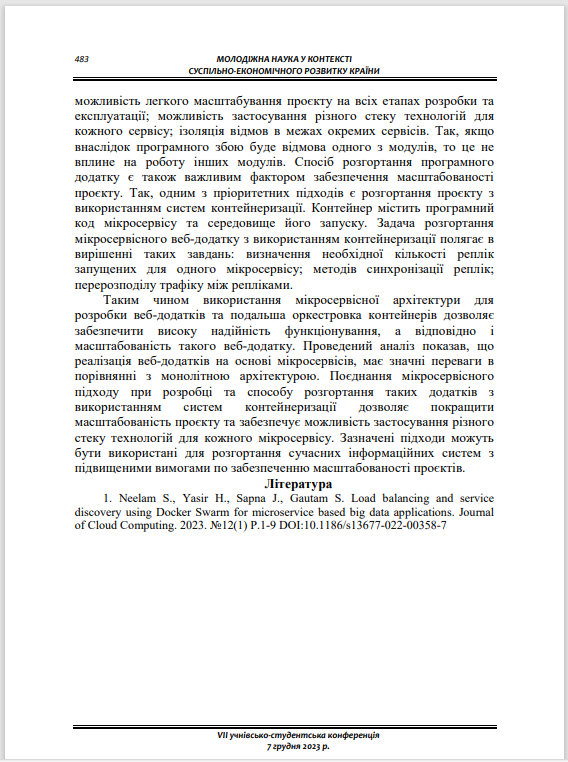 483
МОЛОДІЖНА НАУКА У КОНТЕКСТІ
СУСПІЛЬНО-ЕКОНОМІЧНОГО РОЗВИТКУ КРАЇНИ
можливість легкого масштабування проєкту на всіх етапах розробки та
експлуатації; можливість застосування різного стеку технологій для
кожного сервісу; ізоляція відмов в межах окремих сервісів. Так, якщо
внаслідок програмного збою буде відмова одного з модулів, то це не
вплине на роботу інших модулів. Спосіб розгортання програмного
додатку є також важливим фактором забезпечення масштабованості
проєкту. Так, одним з пріоритетних підходів є розгортання проєкту з
використанням систем контейнеризації. Контейнер містить програмний
код мікросервісу та середовище його запуску. Задача розгортання
мікросервісного веб-додатку з використанням контейнеризації полягає в
вирішенні таких завдань: визначення необхідної кількості реплік
запущених для одного мікросервісу; методів синхронізації реплік;
перерозподілу трафіку між репліками.
Таким чином використання мікросервісної архітектури для
розробки веб-додатків та подальша оркестровка контейнерів дозволяє
забезпечити високу надійність функціонування, а відповідно і
масштабованість такого веб-додатку. Проведений аналіз показав, що
реалізація веб-додатків на основі мікросервісів, має значні переваги в
порівнянні з монолітною архітектурою. Поєднання мікросервісного
підходу при розробці та способу розгортання таких додатків з
використанням систем контейнеризації дозволяє покращити
масштабованість проєкту та забезпечує можливість застосування різного
стеку технологій для кожного мікросервісу. Зазначені підходи можуть
бути використані для розгортання сучасних інформаційних систем з
підвищеними вимогами по забезпеченню масштабованості проєктів.
Література
1. Neelam S., Yasir H., Sapna J., Gautam S. Load balancing and service
discovery using Docker Swarm for microservice based big data applications. Journal
of Cloud Computing. 2023. №12(1) P.1-9 DOI:10.1186/s13677-022-00358-7
VII учнівсько-студентська конференція
7 грудня 2023 р.